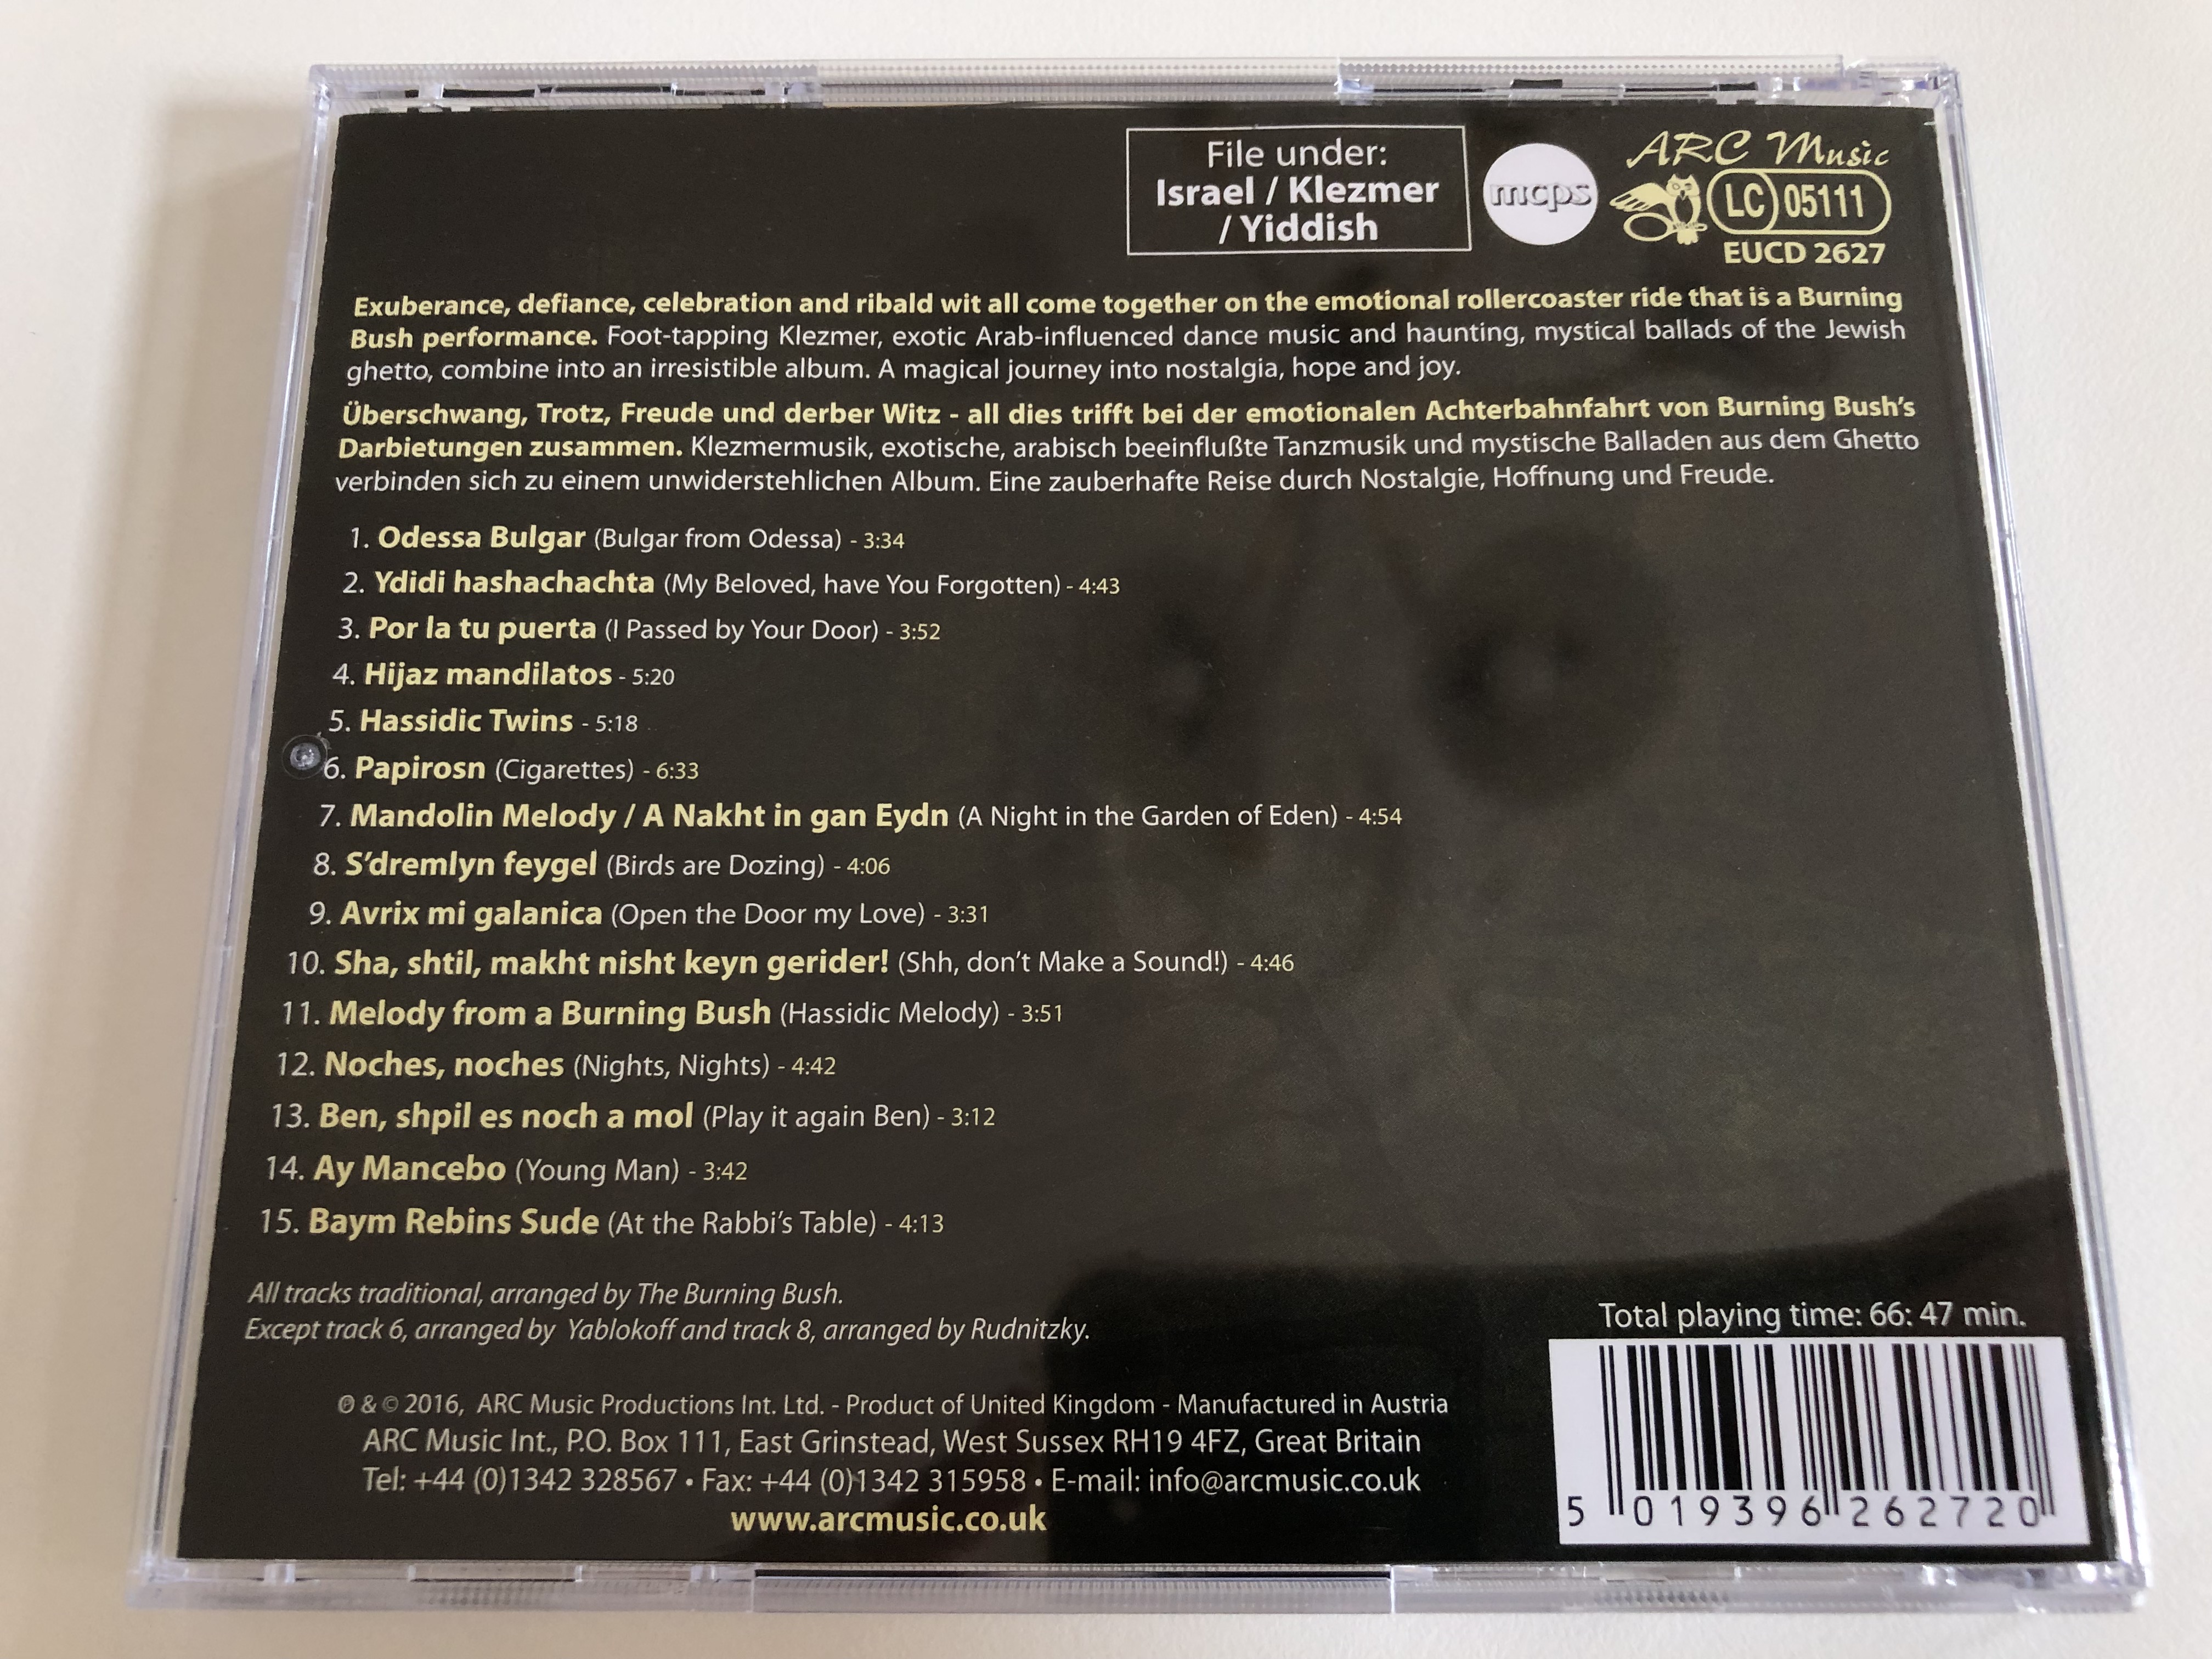 File under:
Israel / Klezmer
/ Yiddish
mcps
ARC Music
LC 05111
EUCD 2627
Exuberance, defiance, celebration and ribald wit all come together on the emotional rollercoaster ride that is a Burning
Bush performance. Foot-tapping Klezmer, exotic Arab-influenced dance music and haunting, mystical ballads of the Jewish
ghetto, combine into an irresistible album. A magical journey into nostalgia, hope and joy.
Überschwang, Trotz, Freude und derber Witz - all dies trifft bei der emotionalen Achterbahnfahrt von Burning Bush's
Darbietungen zusammen. Klezmermusik, exotische, arabisch beeinflußte Tanzmusik und mystische Balladen aus dem Ghetto
verbinden sich zu einem unwiderstehlichen Album. Eine zauberhafte Reise durch Nostalgie, Hoffnung und Freude.
1. Odessa Bulgar (Bulgar from Odessa) - 3:34
2. Ydidi hashachachta (My Beloved, have You Forgotten) - 4:43
3. Por la tu puerta (I Passed by Your Door) - 3:52
4. Hijaz mandilatos - 5:20
5. Hassidic Twins - 5:18
6. Papirosn (Cigarettes) - 6:33
7. Mandolin Melody / A Nakht in gan Eydn (A Night in the Garden of Eden) - 4:54
8. S'dremlyn feygel (Birds are Dozing) - 4:06
9. Avrix mi galanica (Open the Door my Love) - 3:31
10. Sha, shtil, makht nisht keyn gerider! (Shh, don't Make a Sound!) - 4:46
11. Melody from a Burning Bush (Hassidic Melody) - 3:51
12. Noches, noches (Nights, Nights) - 4:42
13. Ben, shpil es noch a mol (Play it again Ben) - 3:12
14. Ay Mancebo (Young Man) - 3:42
15. Baym Rebins Sude (At the Rabbi's Table) - 4:13
All tracks traditional, arranged by The Burning Bush.
Except track 6, arranged by Yablokoff and track 8, arranged by Rudnitzky.
Total playing time: 66: 47 min.
℗ & © 2016, ARC Music Productions Int. Ltd. - Product of United Kingdom - Manufactured in Austria
ARC Music Int., P.O. Box 111, East Grinstead, West Sussex RH19 4FZ, Great Britain
Tel: +44 (0)1342 328567 • Fax: +44 (0)1342 315958 • E-mail: info@arcmusic.co.uk
www.arcmusic.co.uk
5 019396 262720